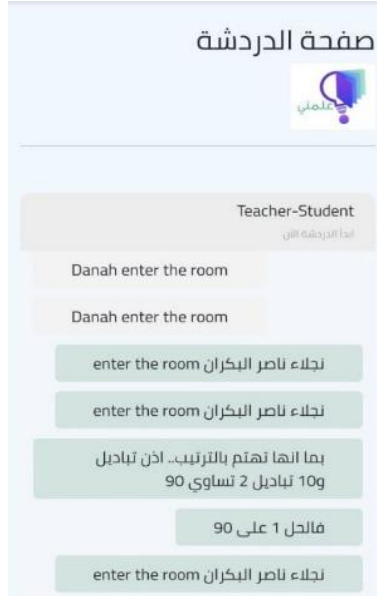 صفحة الدردشة
علمني
Teacher-Student
ابدأ الدردشة الآن
Danah enter the room
Danah enter the room
نجلاء ناصر البكران enter the room
نجلاء ناصر البكران enter the room
بما انها تهتم بالترتيب.. اذن تباديل
و10 تباديل 2 تساوي 90
فالحل 1 على 90
نجلاء ناصر البكران enter the room